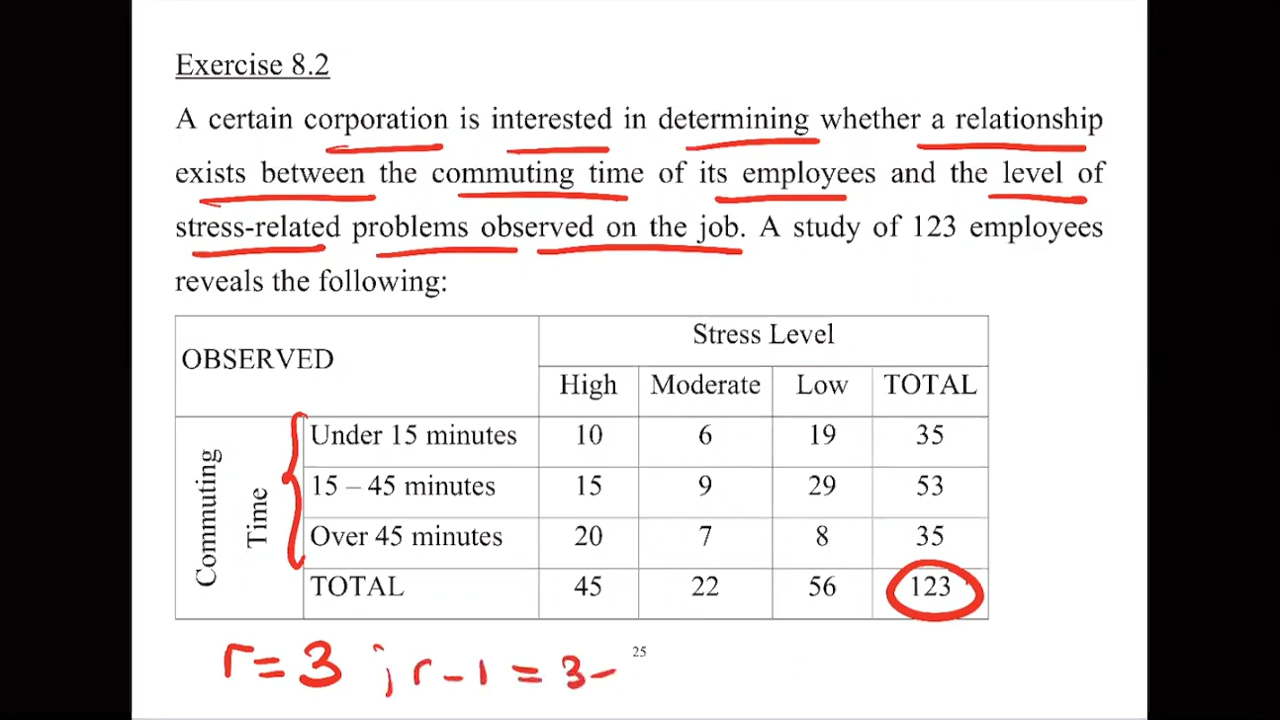 Exercise 8.2
A certain corporation is interested in determining whether a relationship
exists between the commuting time of its employees and the level of
stress-related problems observed on the job. A study of 123 employees
reveals the following:
OBSERVED
Stress Level
High Moderate Low TOTAL
Commuting Time
Under 15 minutes 10 6 19 35
15 – 45 minutes 15 9 29 53
Over 45 minutes 20 7 8 35
TOTAL 45 22 56 123
25
r = 3 ; r - 1 = 3 -